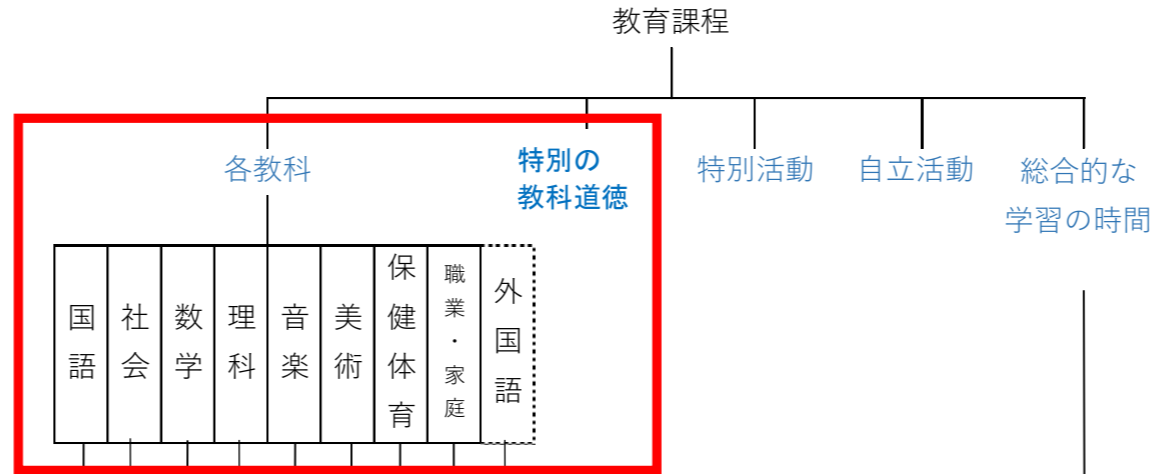 教育課程
各教科
特別の
教科道徳
特別活動
自立活動
総合的な
学習の時間
国語
社会
数学
理科
音楽
美術
保健体育
職業・家庭
外国語